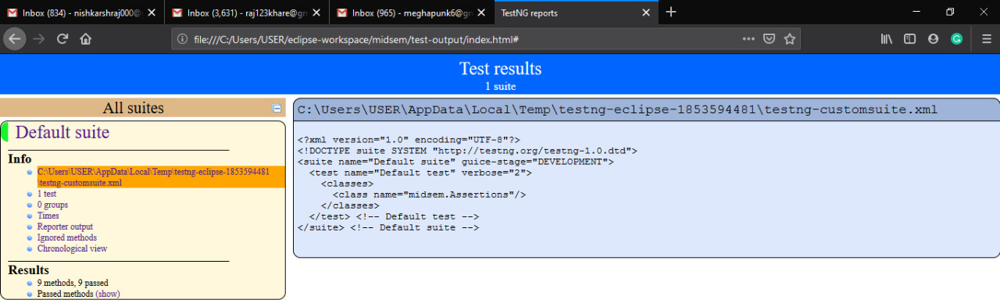 Inbox (834) - nishkarshraj000@
Inbox (3,631) - raj123khare@gm
Inbox (965) - meghapunk6@gm
TestNG reports
file:///C:/Users/USER/eclipse-workspace/midsem/test-output/index.html#
Test results
1 suite
All suites
Default suite
Info
C:\Users\USER\AppData\Local\Temp\testng-eclipse-1853594481
\testng-customsuite.xml
1 test
0 groups
Times
Reporter output
Ignored methods
Chronological view
Results
9 methods, 9 passed
Passed methods (show)
C:\Users\USER\AppData\Local\Temp\testng-eclipse-1853594481\testng-customsuite.xml
<?xml version="1.0" encoding="UTF-8"?>
<!DOCTYPE suite SYSTEM "http://testng.org/testng-1.0.dtd">
<suite name="Default suite" guice-stage="DEVELOPMENT">
  <test name="Default test" verbose="2">
    <classes>
      <class name="midsem.Assertions"/>
    </classes>
  </test> <!-- Default test -->
</suite> <!-- Default suite -->